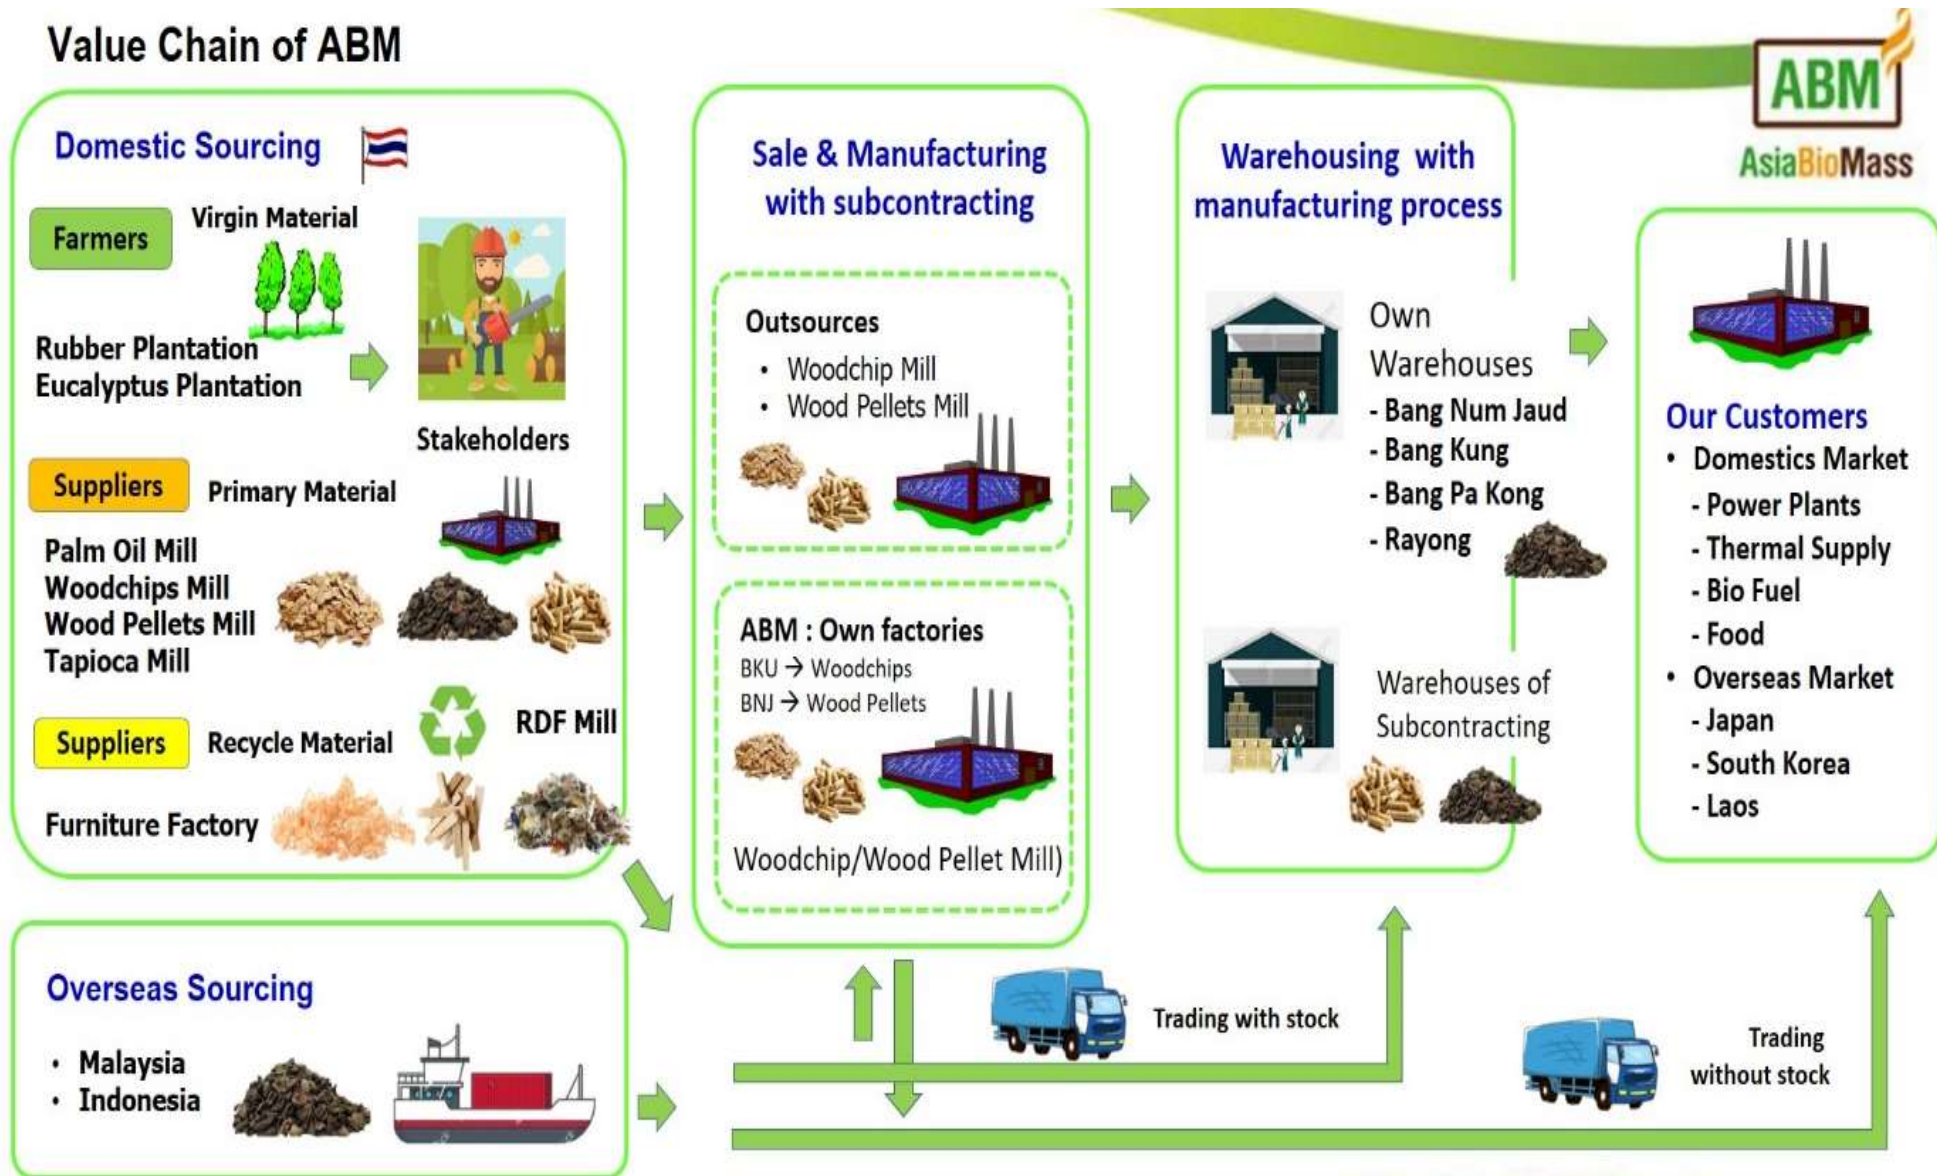 Value Chain of ABM
ABM
AsiaBioMass
Domestic Sourcing
Farmers
Virgin Material
Rubber Plantation
Eucalyptus Plantation
Stakeholders
Suppliers
Primary Material
Palm Oil Mill
Woodchips Mill
Wood Pellets Mill
Tapioca Mill
Suppliers
Recycle Material
RDF Mill
Furniture Factory
Overseas Sourcing
• Malaysia
• Indonesia
Sale & Manufacturing
with subcontracting
Outsources
• Woodchip Mill
• Wood Pellets Mill
ABM : Own factories
BKU → Woodchips
BNJ → Wood Pellets
Woodchip/Wood Pellet Mill)
Warehousing with
manufacturing process
Own
Warehouses
- Bang Num Jaud
- Bang Kung
- Bang Pa Kong
- Rayong
Warehouses of
Subcontracting
Our Customers
• Domestics Market
- Power Plants
- Thermal Supply
- Bio Fuel
- Food
• Overseas Market
- Japan
- South Korea
- Laos
Trading with stock
Trading
without stock